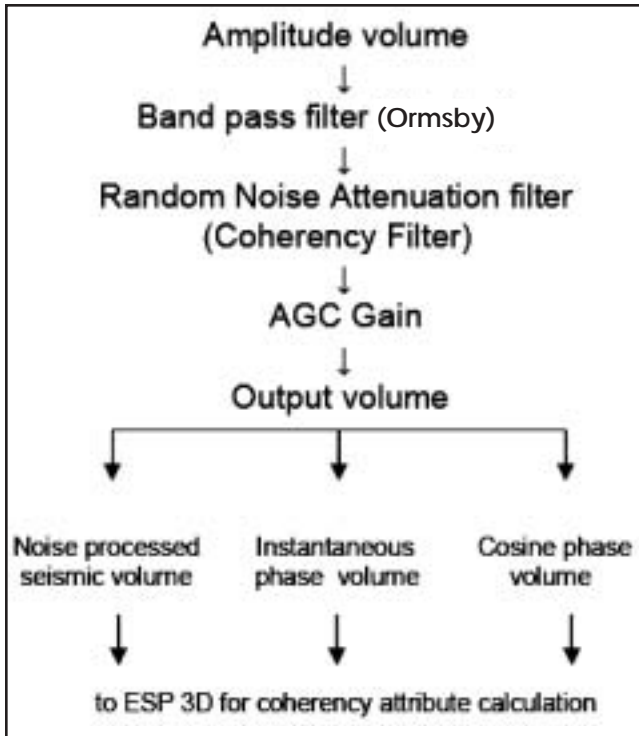 Amplitude volume
Band pass filter (Ormsby)
Random Noise Attenuation filter
(Coherency Filter)
AGC Gain
Output volume
Noise processed
seismic volume
Instantaneous
phase volume
Cosine phase
volume
to ESP 3D for coherency attribute calculation